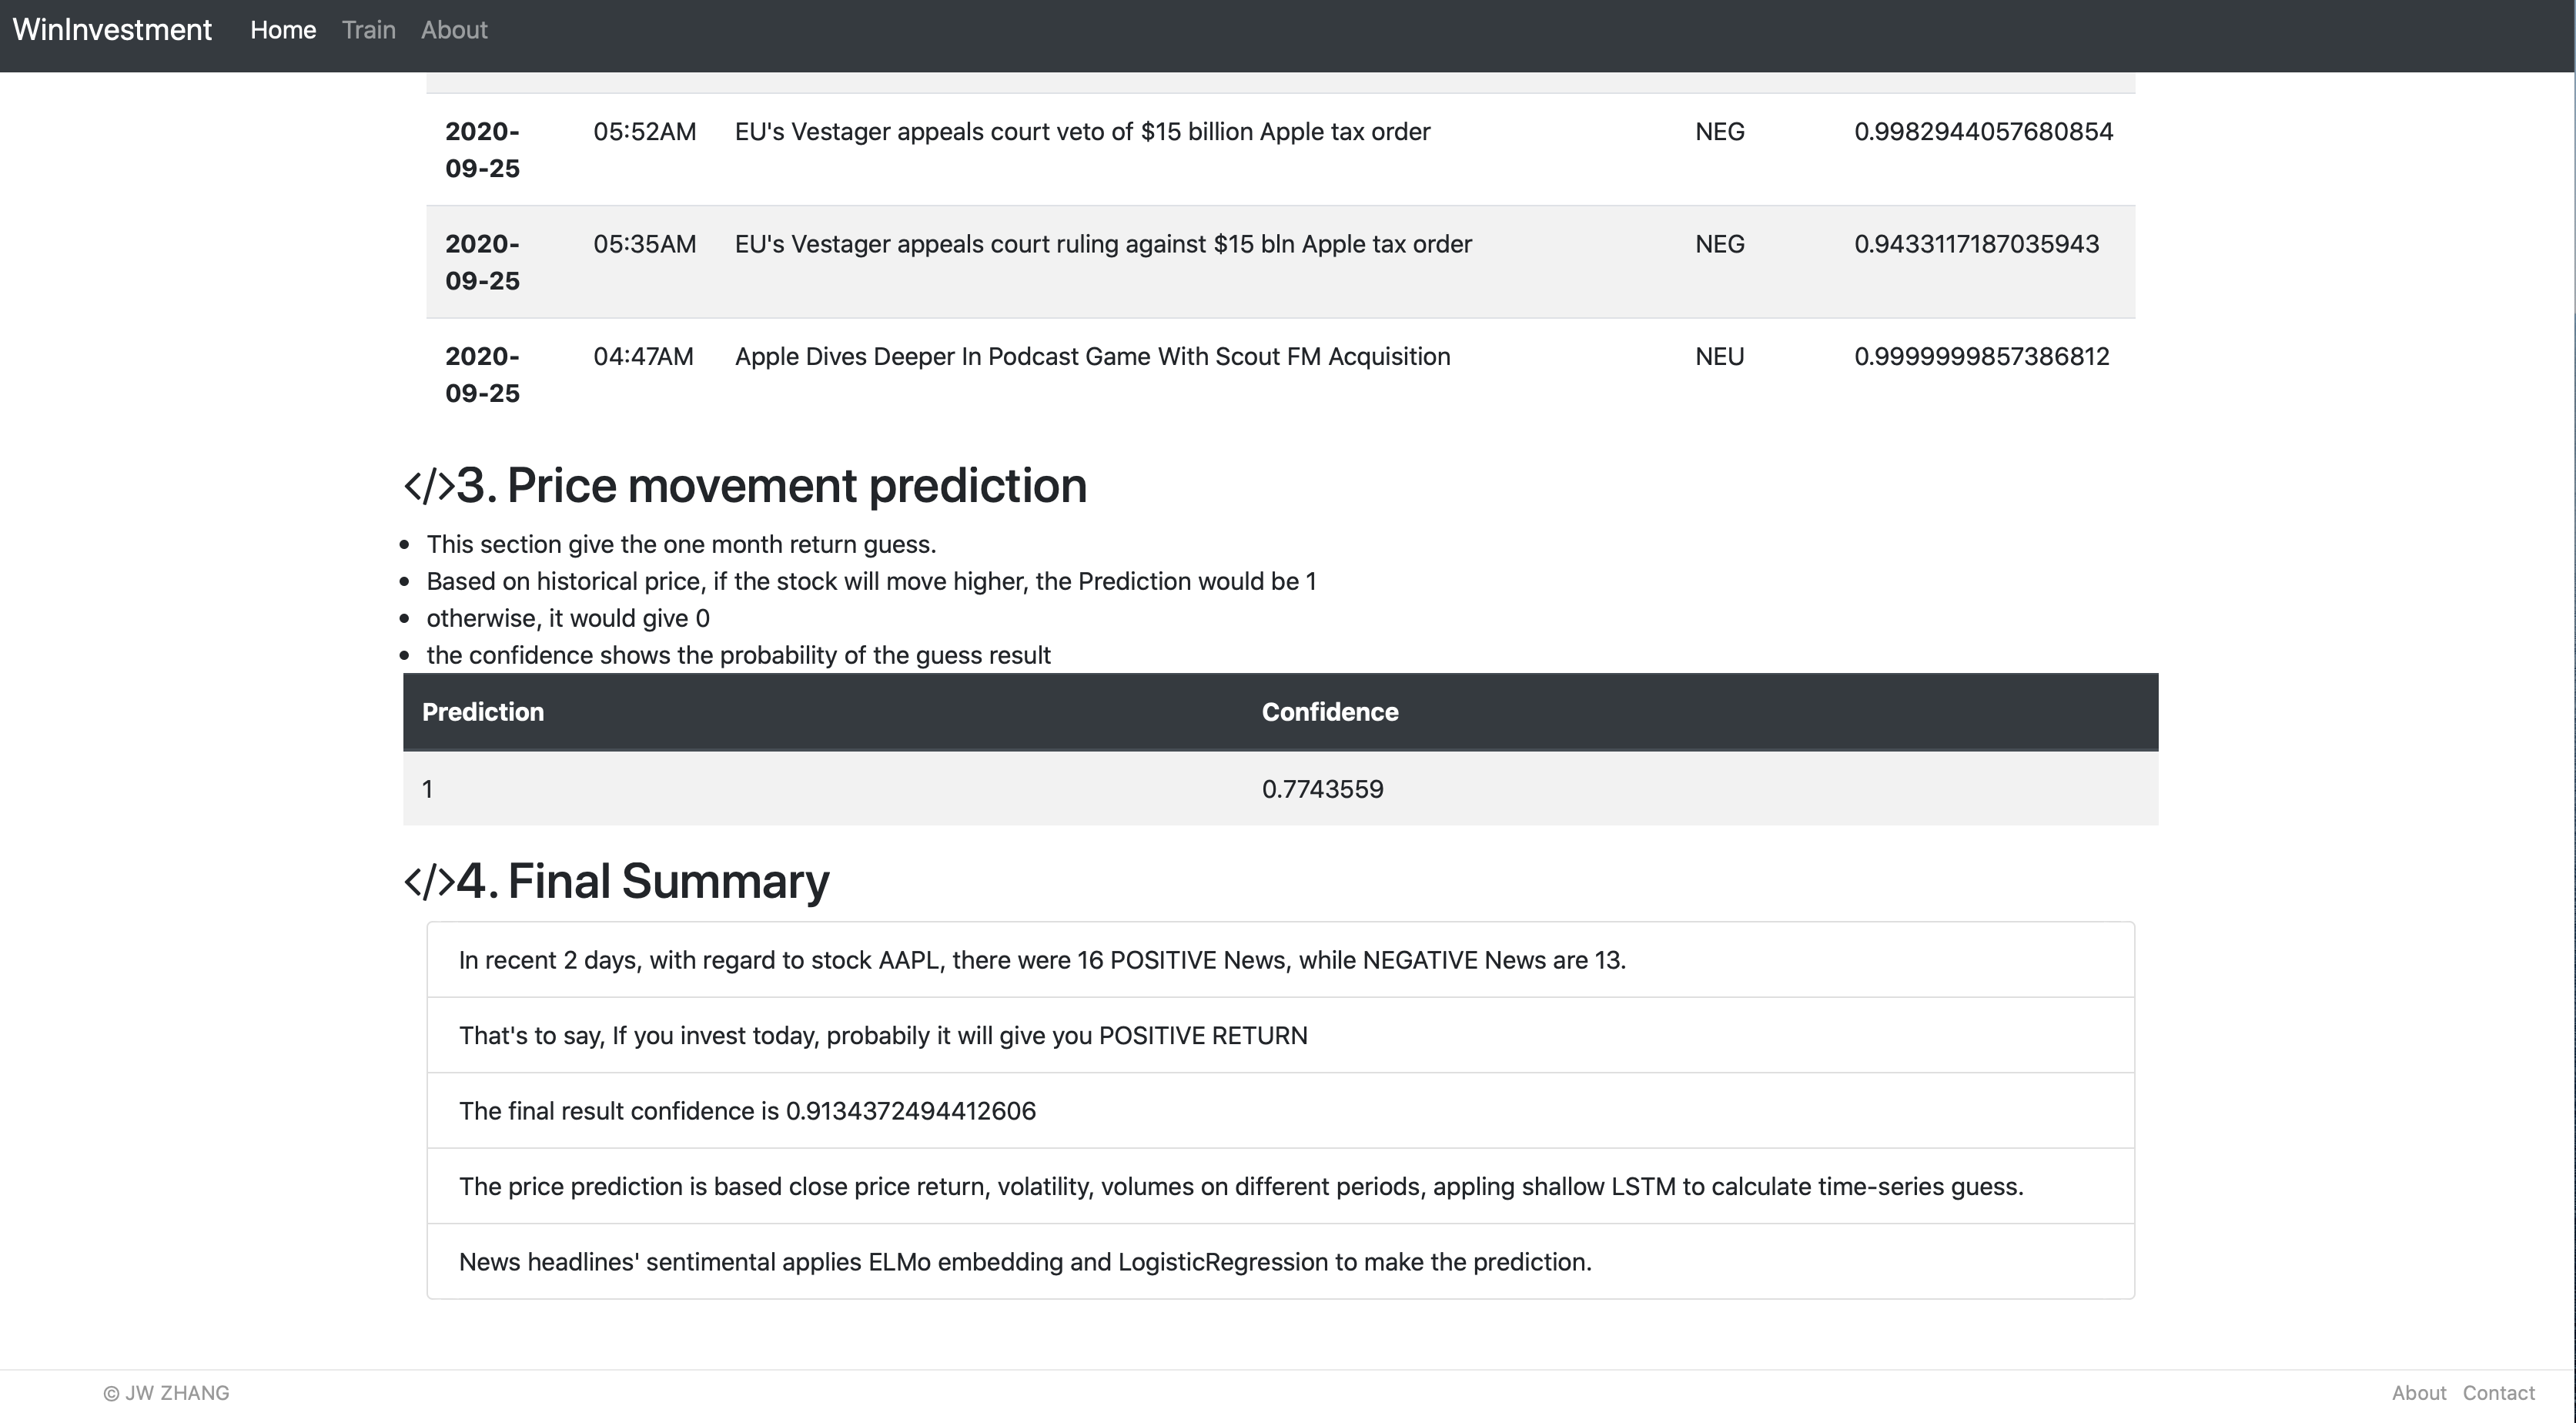 WinInvestment Home Train About
2020-09-25 05:52AM EU's Vestager appeals court veto of $15 billion Apple tax order NEG 0.9982944057680854
2020-09-25 05:35AM EU's Vestager appeals court ruling against $15 bln Apple tax order NEG 0.9433117187035943
2020-09-25 04:47AM Apple Dives Deeper In Podcast Game With Scout FM Acquisition NEU 0.9999999857386812
</>3. Price movement prediction
• This section give the one month return guess.
• Based on historical price, if the stock will move higher, the Prediction would be 1
• otherwise, it would give 0
• the confidence shows the probability of the guess result
Prediction Confidence
1 0.7743559
</>4. Final Summary
In recent 2 days, with regard to stock AAPL, there were 16 POSITIVE News, while NEGATIVE News are 13.
That's to say, If you invest today, probabily it will give you POSITIVE RETURN
The final result confidence is 0.9134372494412606
The price prediction is based close price return, volatility, volumes on different periods, appling shallow LSTM to calculate time-series guess.
News headlines' sentimental applies ELMo embedding and LogisticRegression to make the prediction.
© JW ZHANG About Contact